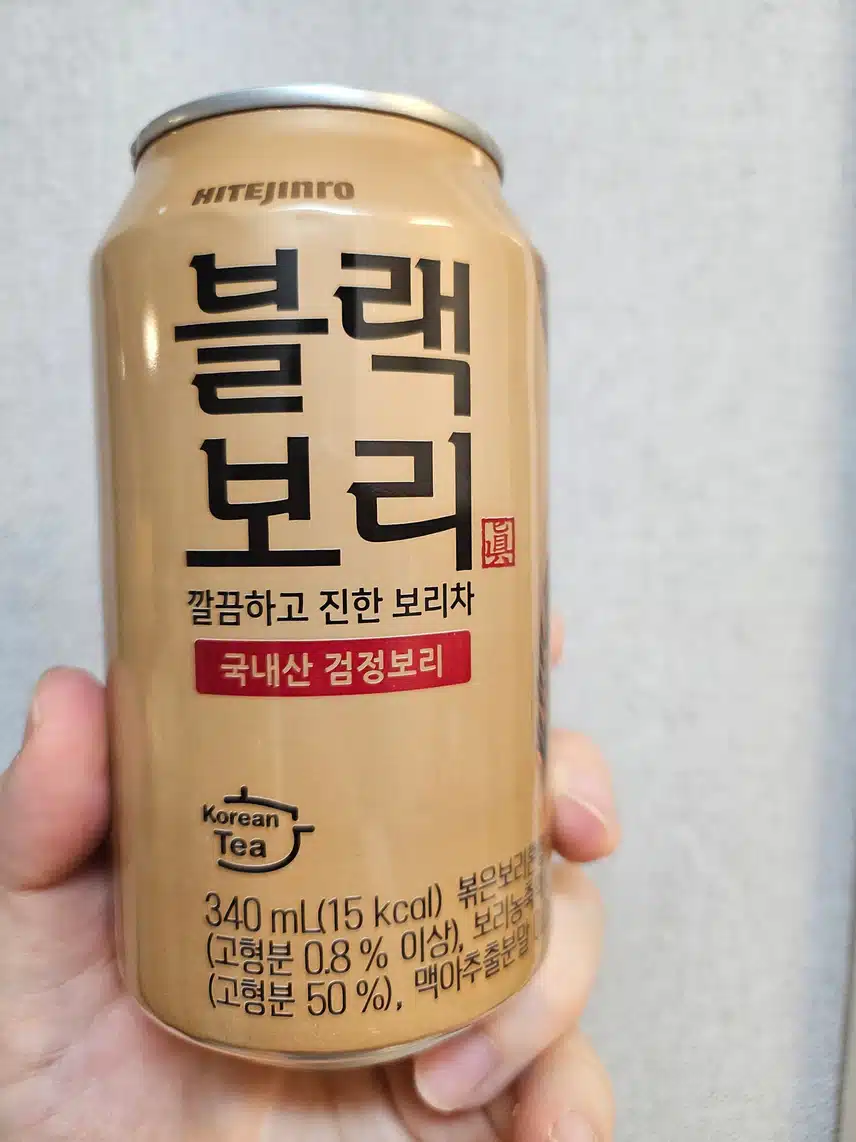 HITEJINRO
블랙
보리
眞
깔끔하고 진한 보리차
국내산 검정보리
Korean
Tea
340 mL(15 kcal) 볶은보리
(고형분 0.8 % 이상), 보리농축
(고형분 50 %), 맥아추출분말